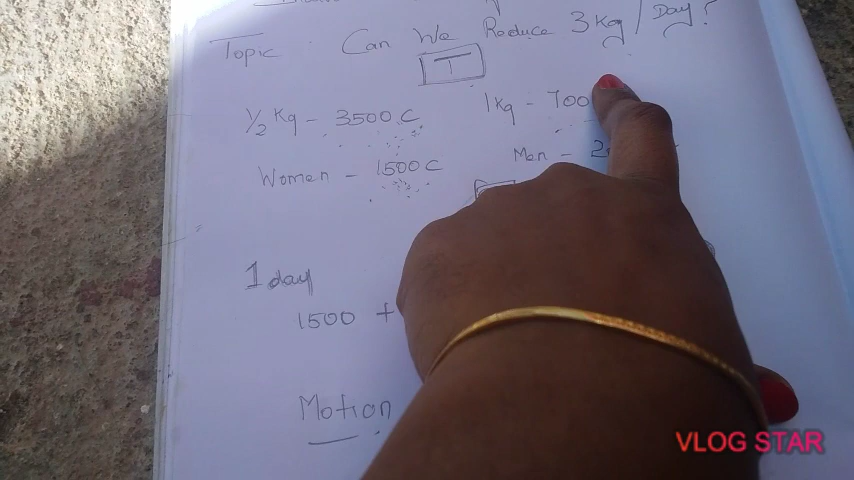 Topic : Can We Reduce 3 Kg / Day ?
T
1/2 Kg - 3500 C
1 Kg - 700
Women - 1500 C
Men - 2
1 day
1500 +
Motion
VLOG STAR